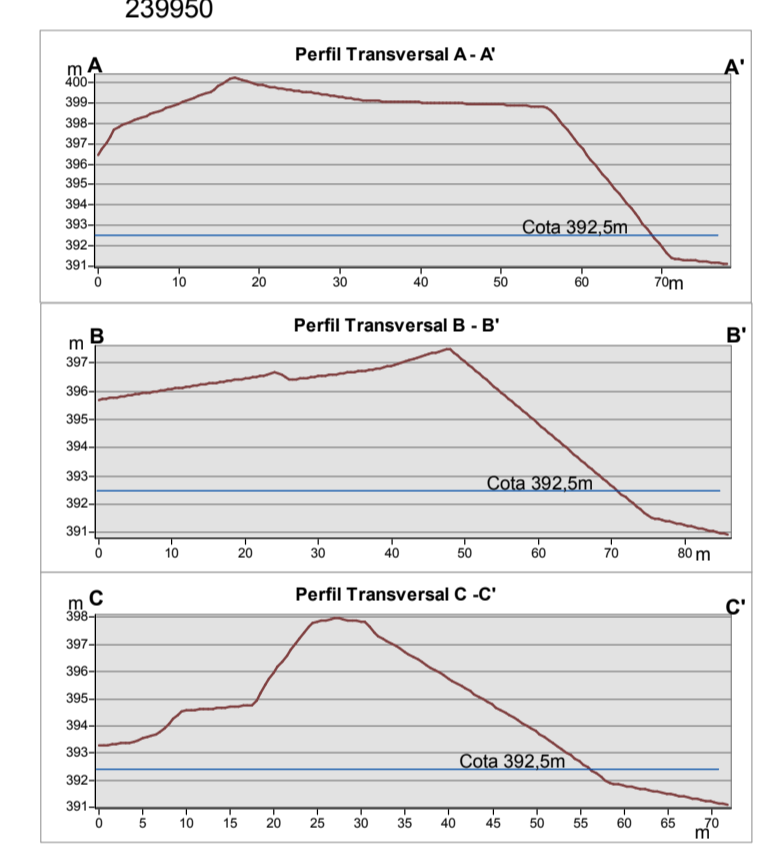 239950
Perfil Transversal A - A'
m A A'
400
399
398
397
396
395
394
393
392
391
Cota 392,5m
0 10 20 30 40 50 60 70m
Perfil Transversal B - B'
m B B'
397
396
395
394
393
392
391
Cota 392,5m
0 10 20 30 40 50 60 70 80 m
Perfil Transversal C -C'
m C C'
398
397
396
395
394
393
392
391
Cota 392,5m
0 5 10 15 20 25 30 35 40 45 50 55 60 65 70
m